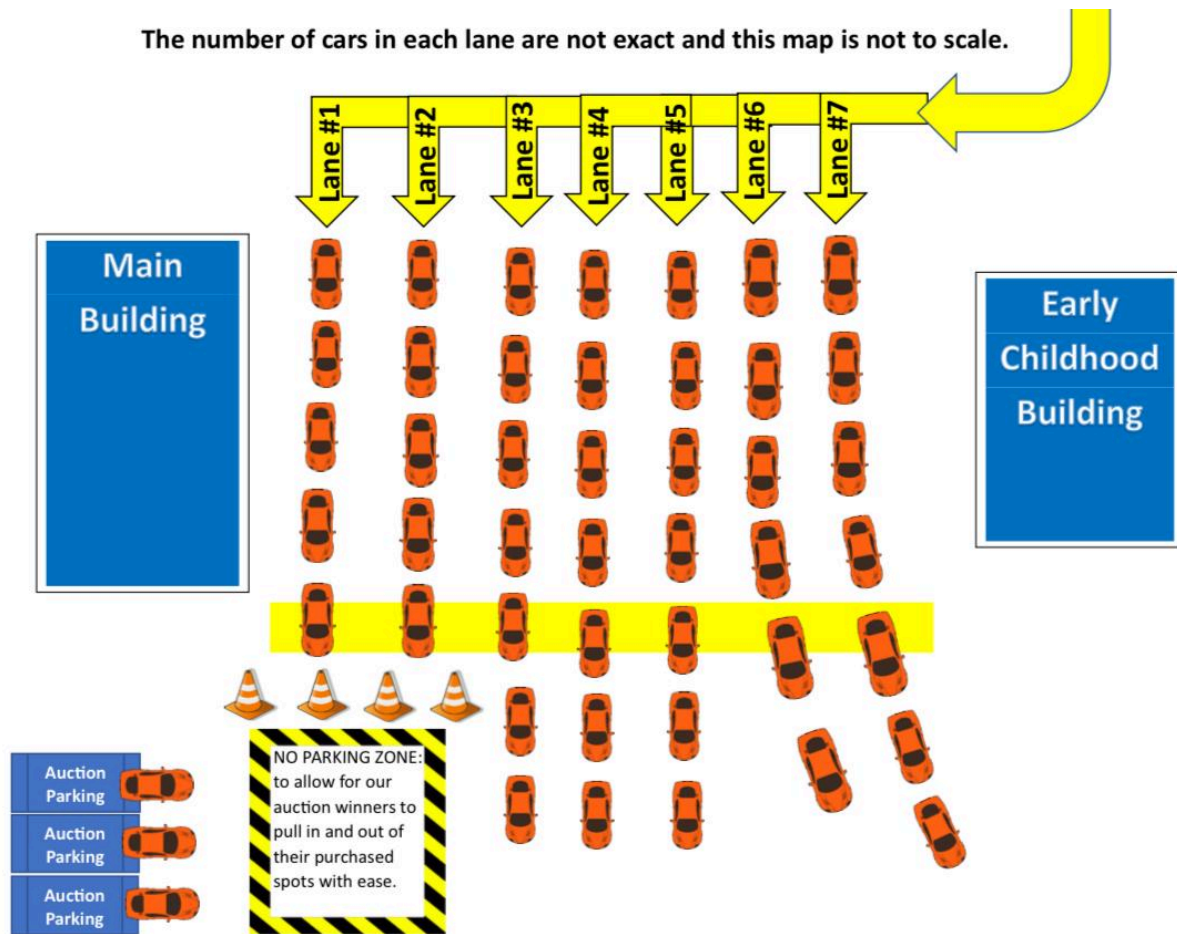 The number of cars in each lane are not exact and this map is not to scale.
Lane #1
Lane #2
Lane #3
Lane #4
Lane #5
Lane #6
Lane #7
Main
Building
Early
Childhood
Building
NO PARKING ZONE:
to allow for our
auction winners to
pull in and out of
their purchased
spots with ease.
Auction
Parking
Auction
Parking
Auction
Parking